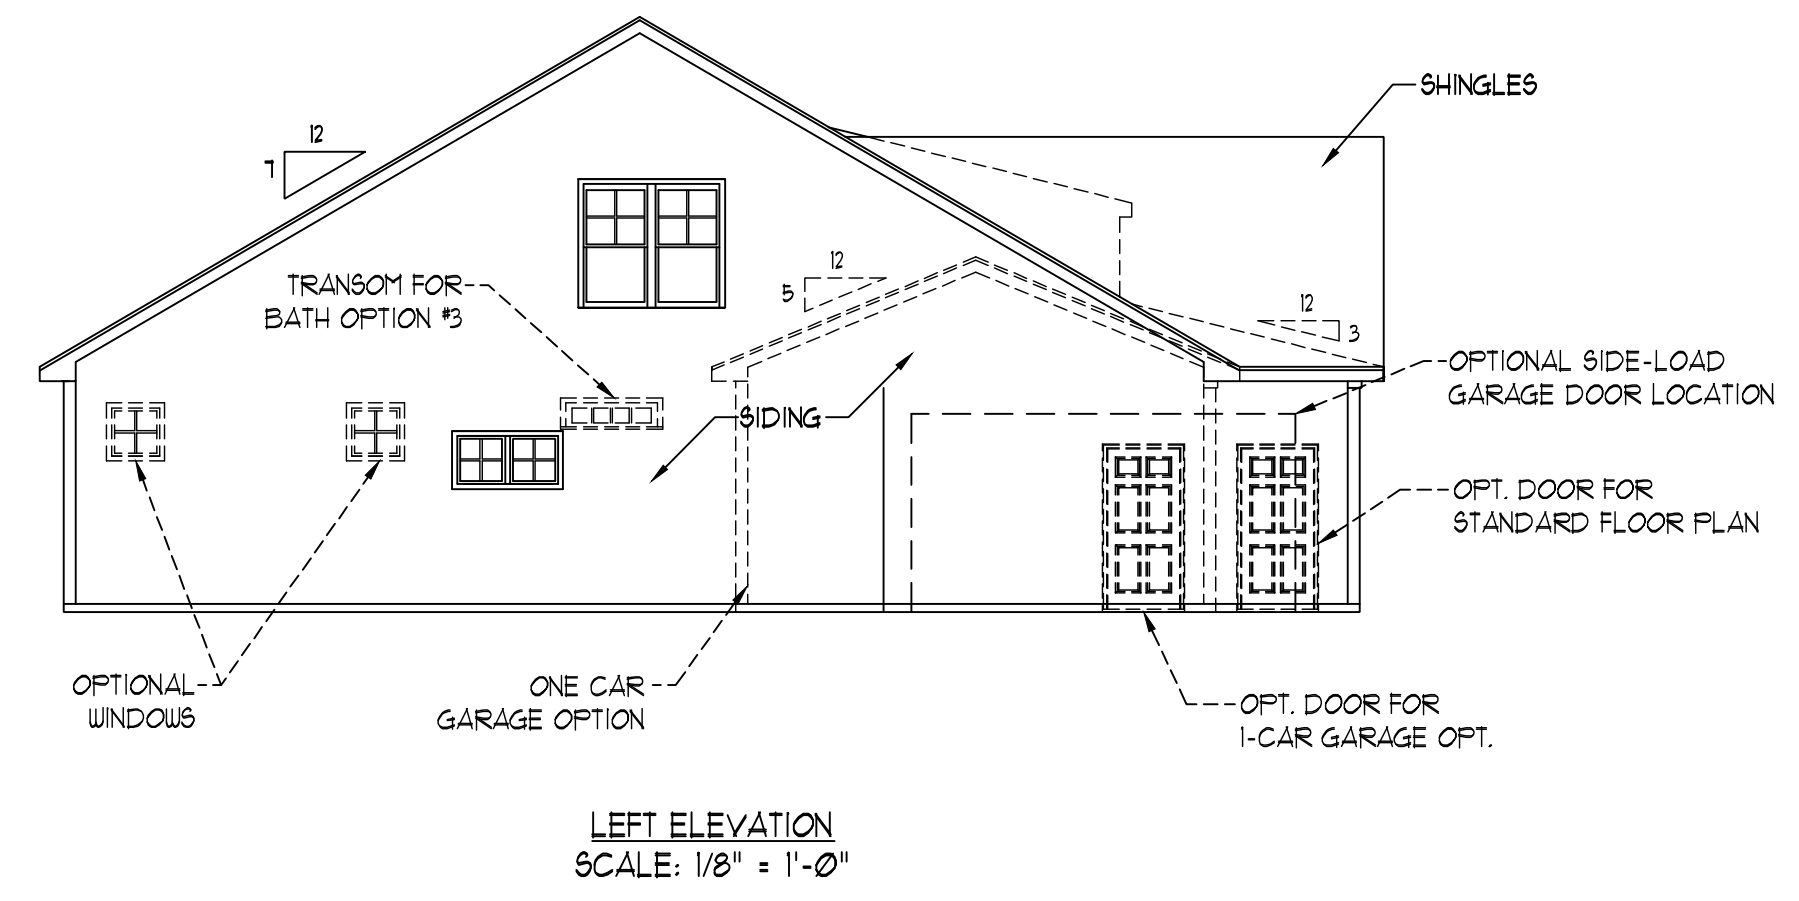 SHINGLES
12
7
TRANSOM FOR
BATH OPTION #3
12
5
12
3
OPTIONAL SIDE-LOAD
GARAGE DOOR LOCATION
SIDING
OPT. DOOR FOR
STANDARD FLOOR PLAN
OPTIONAL
WINDOWS
ONE CAR
GARAGE OPTION
OPT. DOOR FOR
1-CAR GARAGE OPT.
LEFT ELEVATION
SCALE: 1/8" = 1'-0"